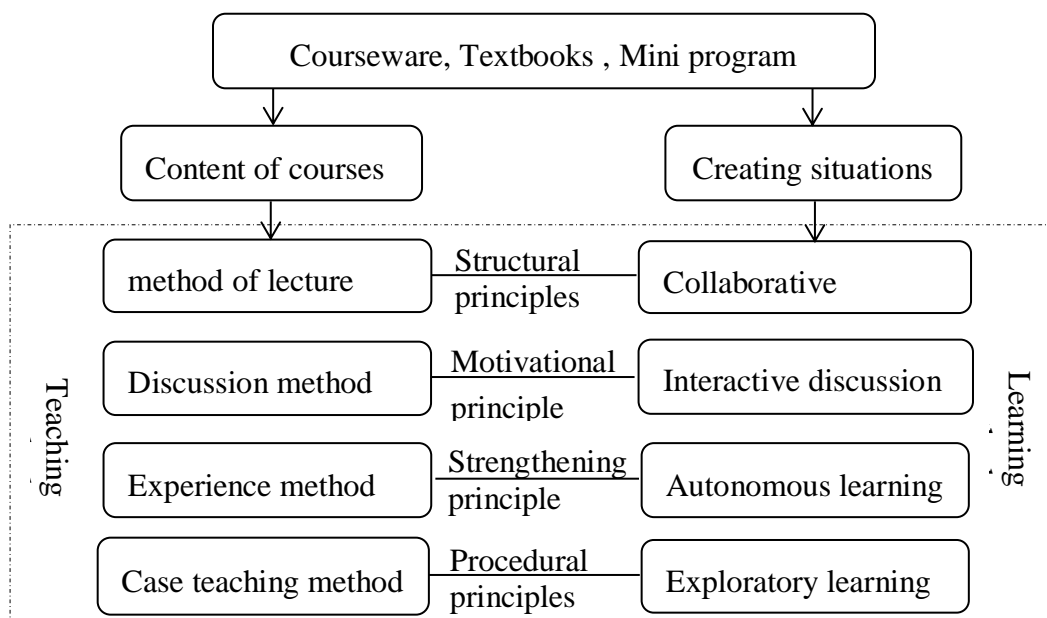 Courseware, Textbooks , Mini program
Content of courses
Creating situations
method of lecture
Structural
principles
Collaborative
Discussion method
Motivational
principle
Interactive discussion
Teaching
Learning
Experience method
Strengthening
principle
Autonomous learning
Case teaching method
Procedural
principles
Exploratory learning